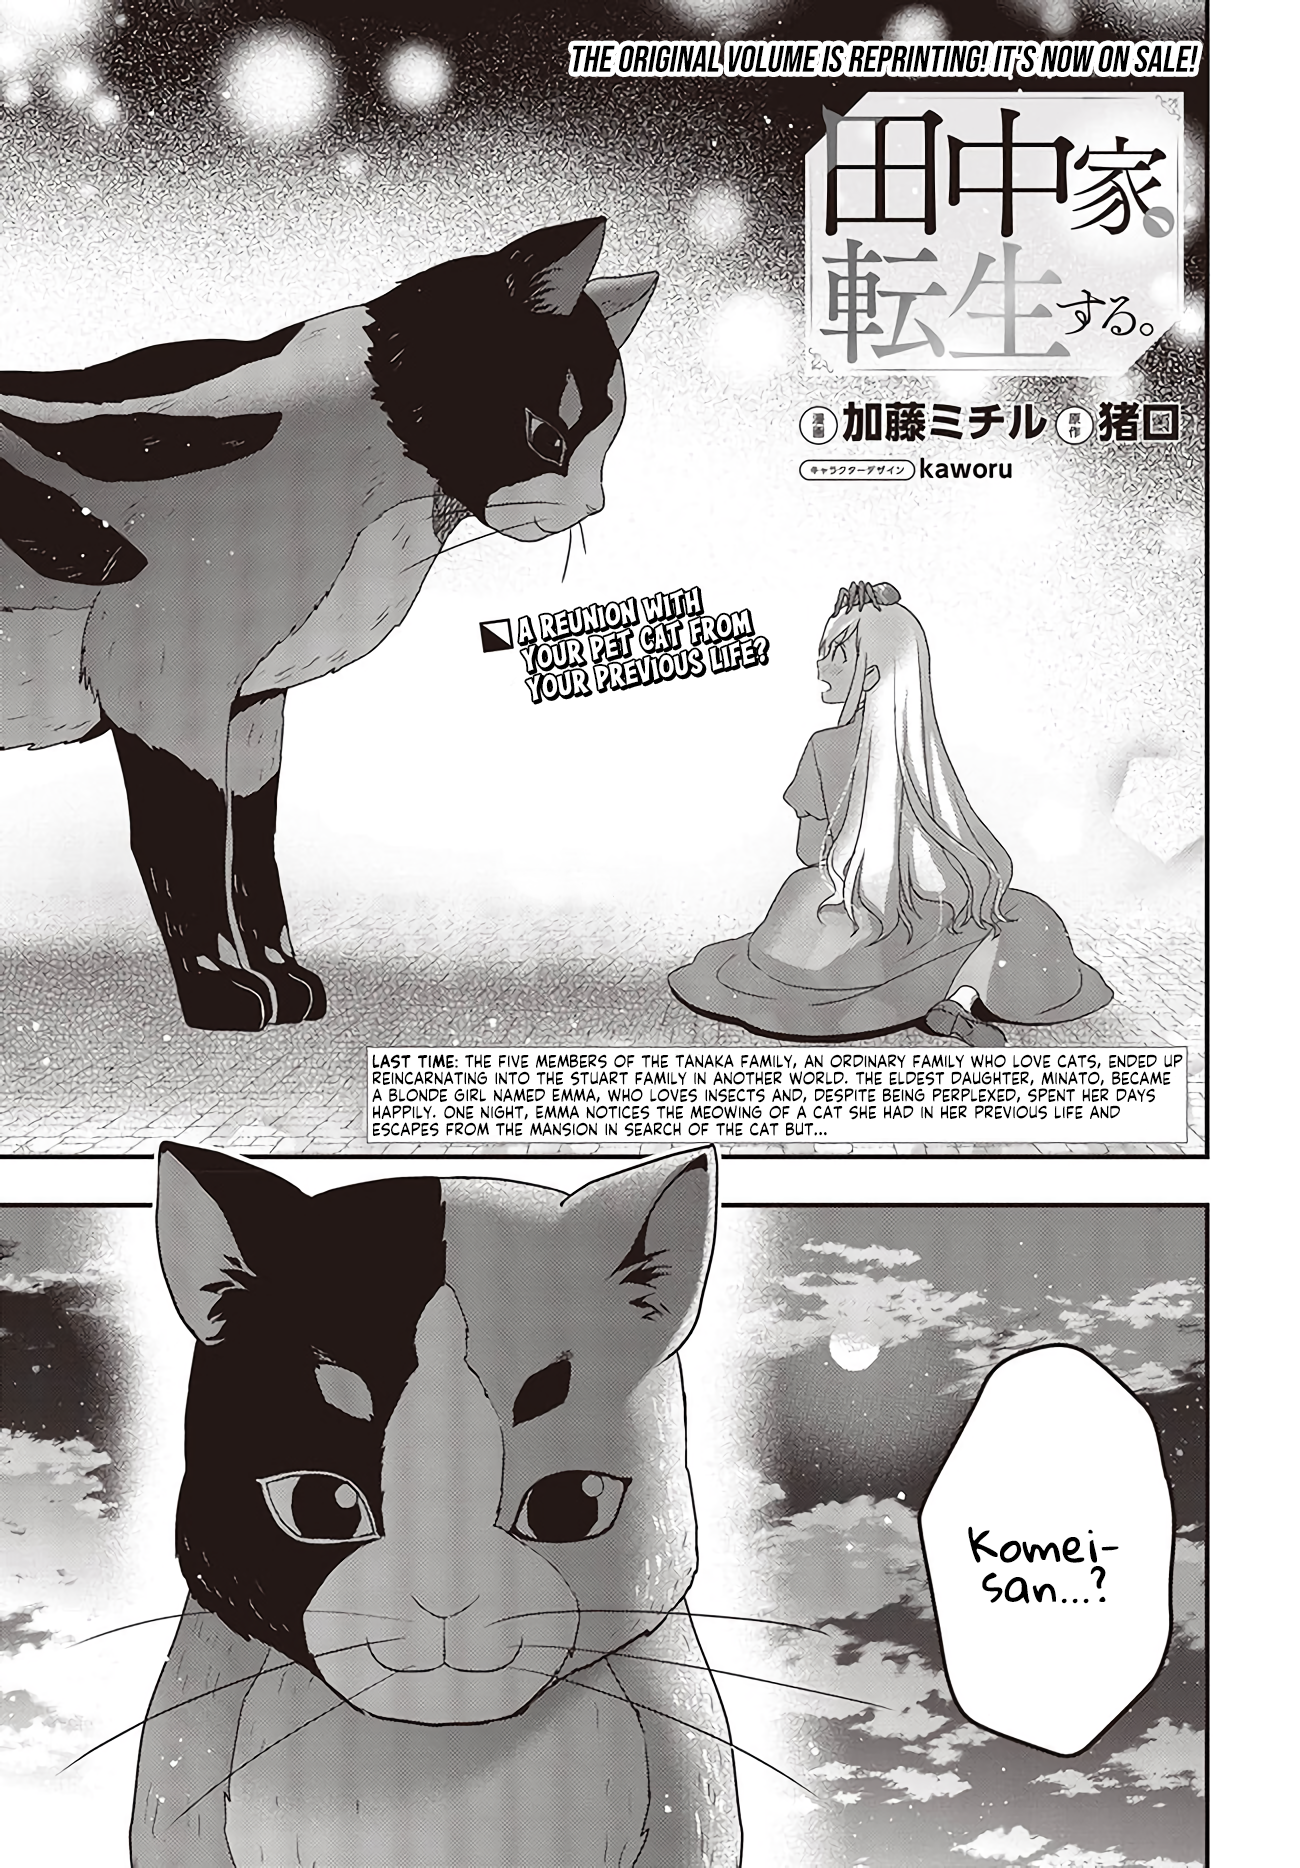 THE ORIGINAL VOLUME IS REPRINTING! IT'S NOW ON SALE!
田中家、
転生する。
漫画 加藤ミチル 原作 猪口
キャラクターデザイン kaworu
A REUNION WITH
YOUR PET CAT FROM
YOUR PREVIOUS LIFE?
LAST TIME: THE FIVE MEMBERS OF THE TANAKA FAMILY, AN ORDINARY FAMILY WHO LOVE CATS, ENDED UP
REINCARNATING INTO THE STUART FAMILY IN ANOTHER WORLD. THE ELDEST DAUGHTER, MINATO, BECAME
A BLONDE GIRL NAMED EMMA, WHO LOVES INSECTS AND, DESPITE BEING PERPLEXED, SPENT HER DAYS
HAPPILY. ONE NIGHT, EMMA NOTICES THE MEOWING OF A CAT SHE HAD IN HER PREVIOUS LIFE AND
ESCAPES FROM THE MANSION IN SEARCH OF THE CAT BUT...
Komei-
san...?